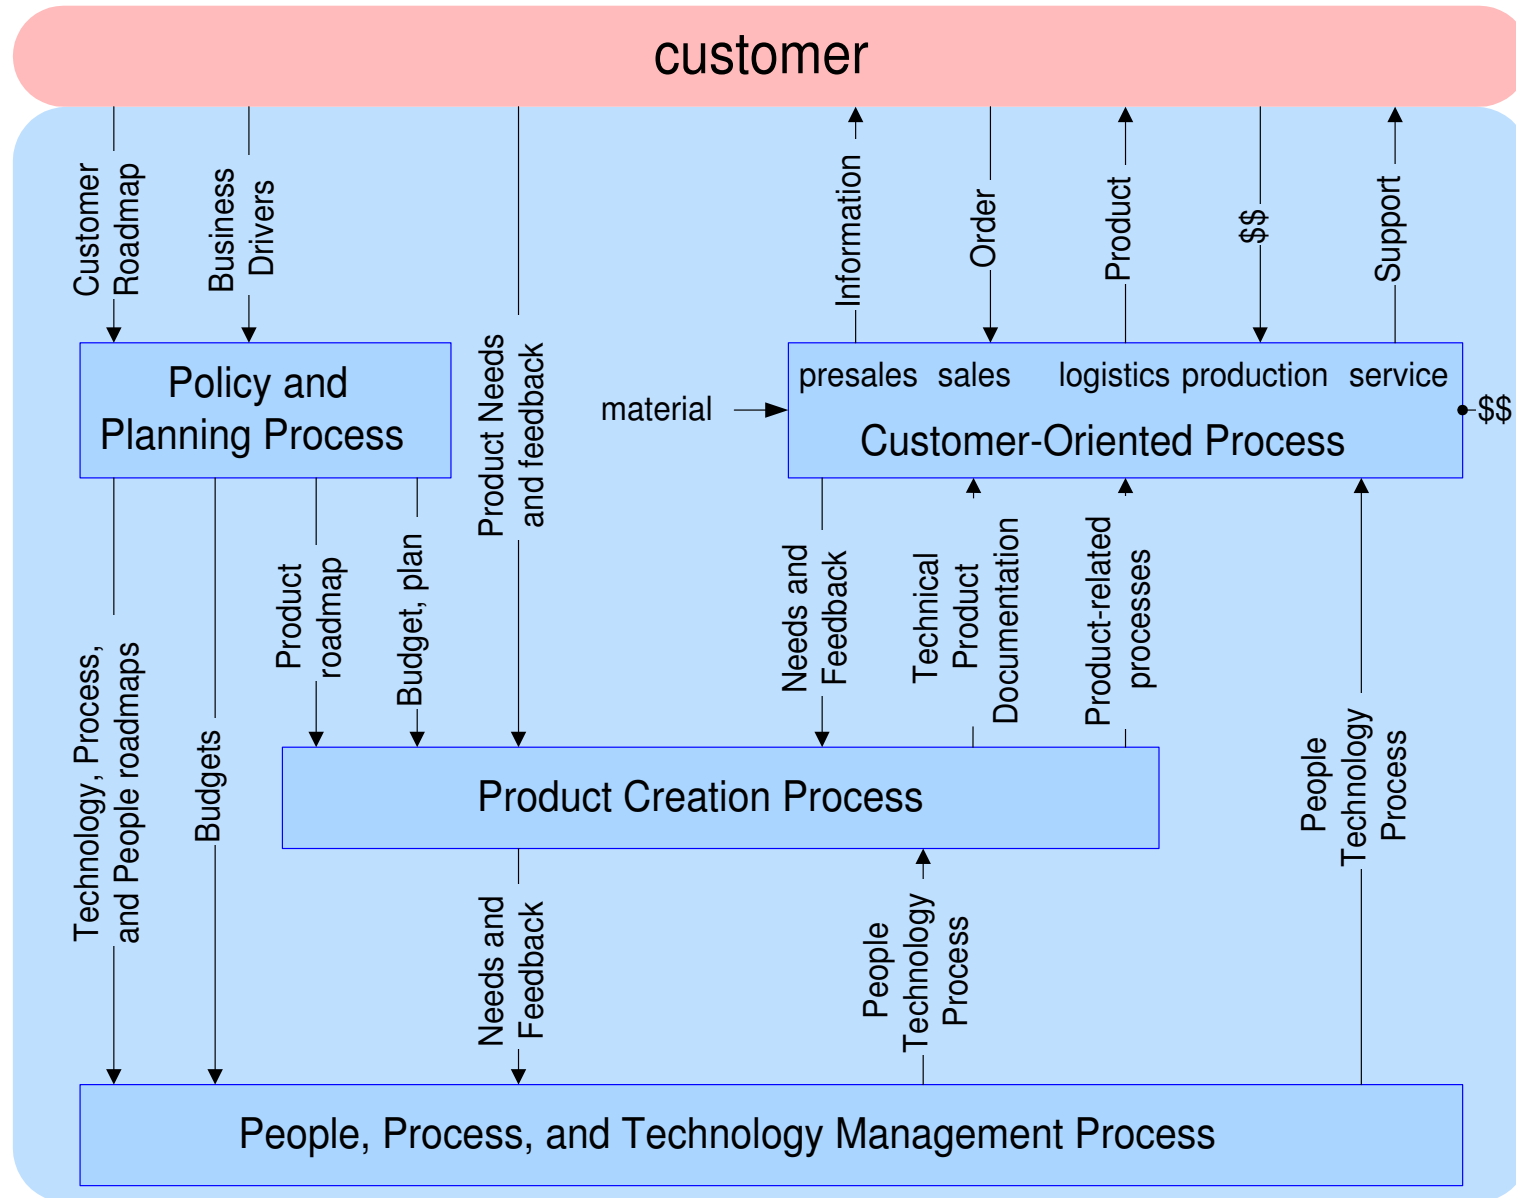 customer
Customer
Roadmap
Business
Drivers
Product Needs
and feedback
Information
Order
Product
$$
Support
Policy and
Planning Process
material
presales sales logistics production service
Customer-Oriented Process
$$
Technology, Process,
and People roadmaps
Budgets
Product
roadmap
Budget, plan
Needs and
Feedback
Technical
Product
Documentation
Product-related
processes
People
Technology
Process
Product Creation Process
Needs and
Feedback
People
Technology
Process
People, Process, and Technology Management Process